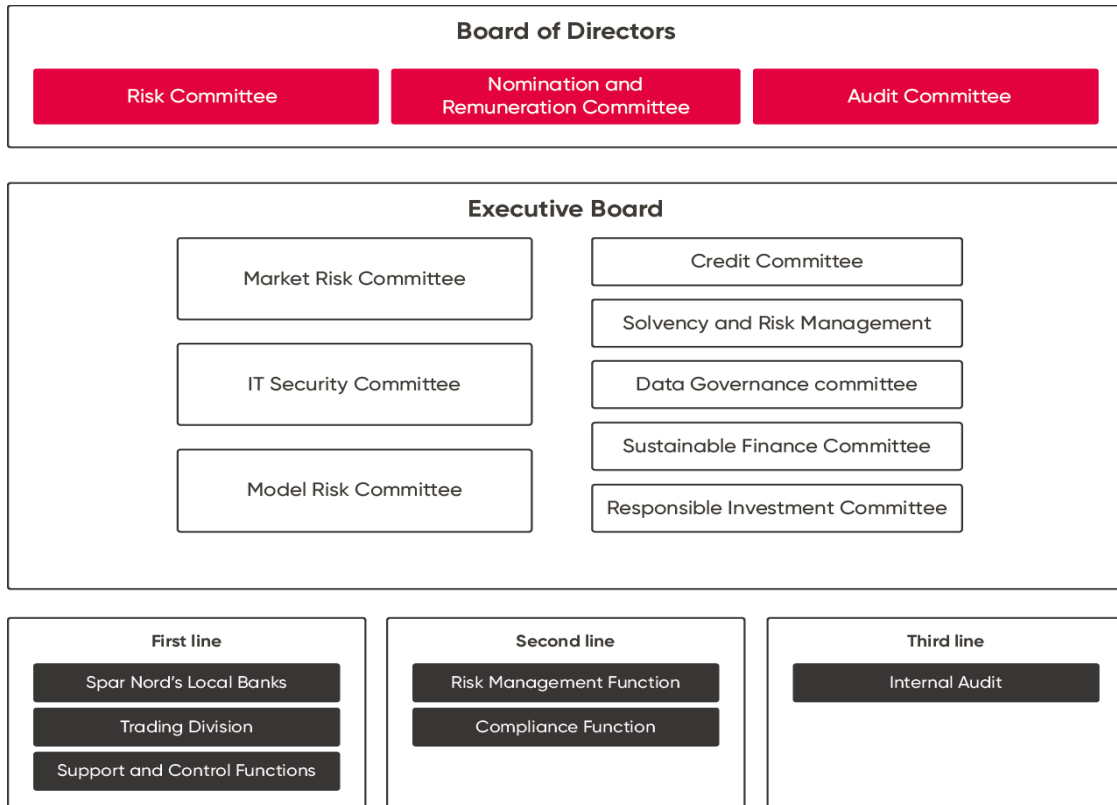 Board of Directors
Risk Committee
Nomination and
Remuneration Committee
Audit Committee
Executive Board
Market Risk Committee
IT Security Committee
Model Risk Committee
Credit Committee
Solvency and Risk Management
Data Governance committee
Sustainable Finance Committee
Responsible Investment Committee
First line
Spar Nord's Local Banks
Trading Division
Support and Control Functions
Second line
Risk Management Function
Compliance Function
Third line
Internal Audit